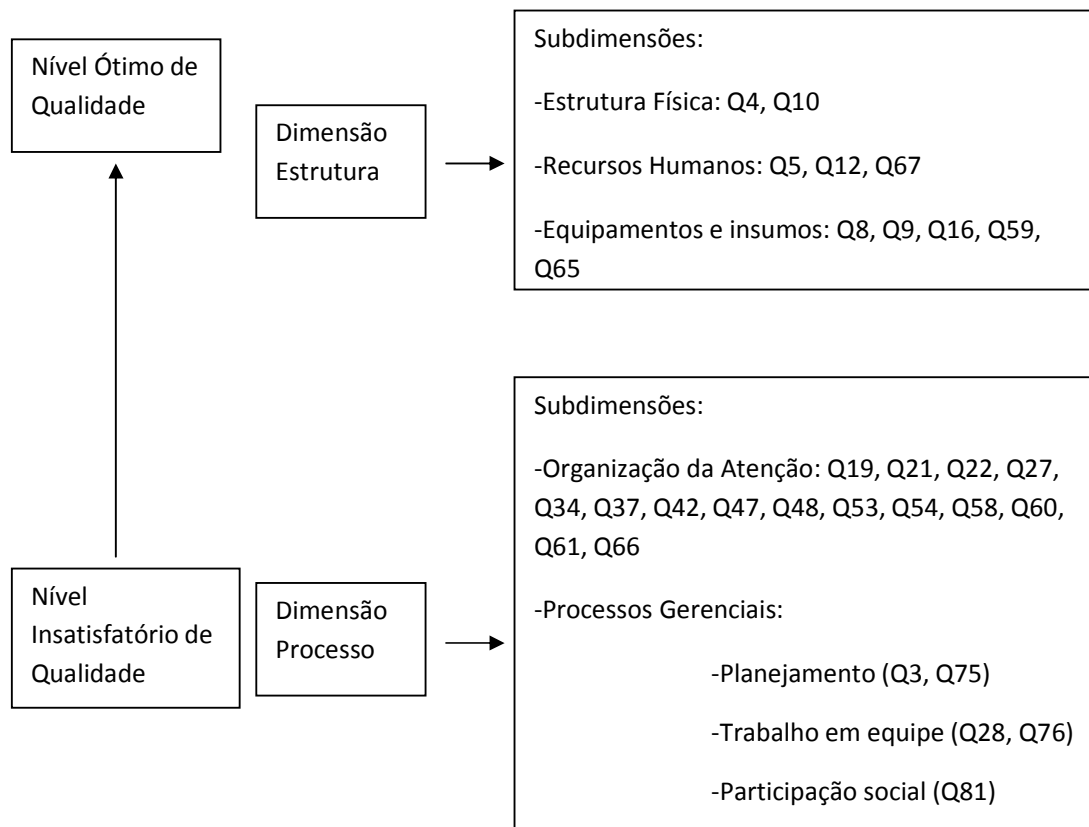 Nível Ótimo de
Qualidade
Dimensão
Estrutura
Subdimensões:
-Estrutura Física: Q4, Q10
-Recursos Humanos: Q5, Q12, Q67
-Equipamentos e insumos: Q8, Q9, Q16, Q59,
Q65
Nível
Insatisfatório de
Qualidade
Dimensão
Processo
Subdimensões:
-Organização da Atenção: Q19, Q21, Q22, Q27,
Q34, Q37, Q42, Q47, Q48, Q53, Q54, Q58, Q60,
Q61, Q66
-Processos Gerenciais:
-Planejamento (Q3, Q75)
-Trabalho em equipe (Q28, Q76)
-Participação social (Q81)